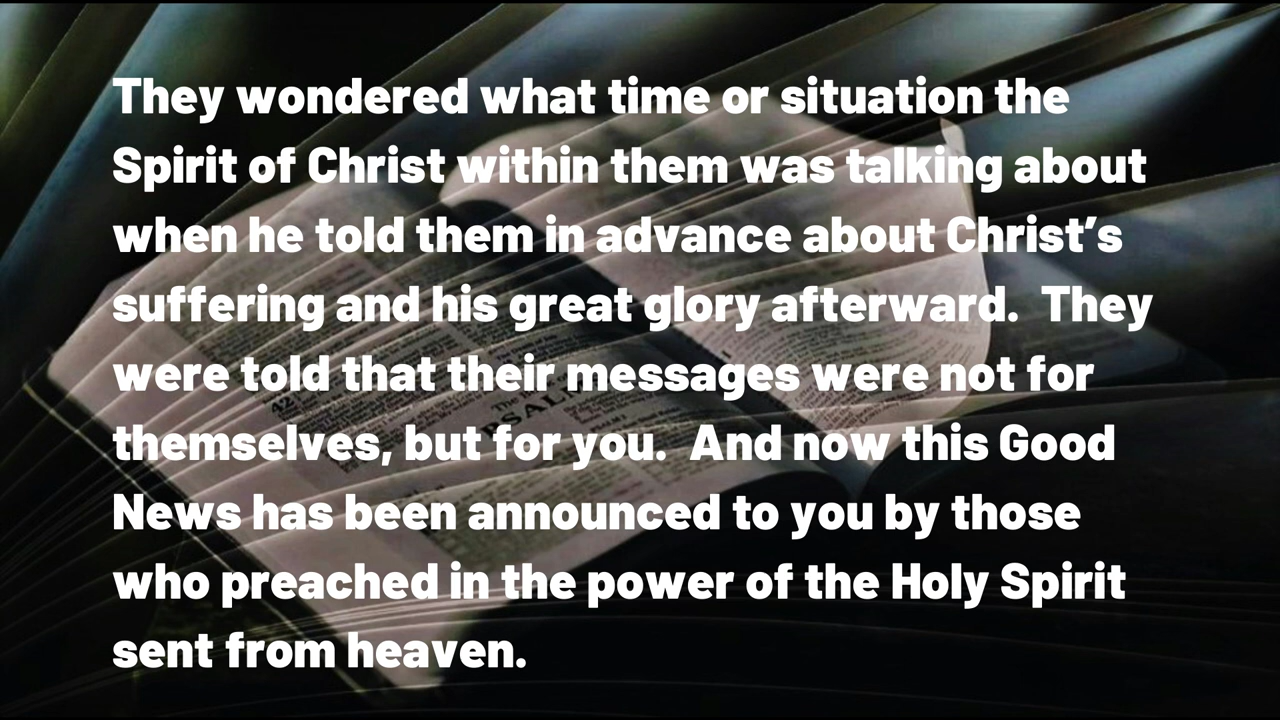 They wondered what time or situation the
Spirit of Christ within them was talking about
when he told them in advance about Christ’s
suffering and his great glory afterward.  They
were told that their messages were not for
themselves, but for you.  And now this Good
News has been announced to you by those
who preached in the power of the Holy Spirit
sent from heaven.
42
PSALM